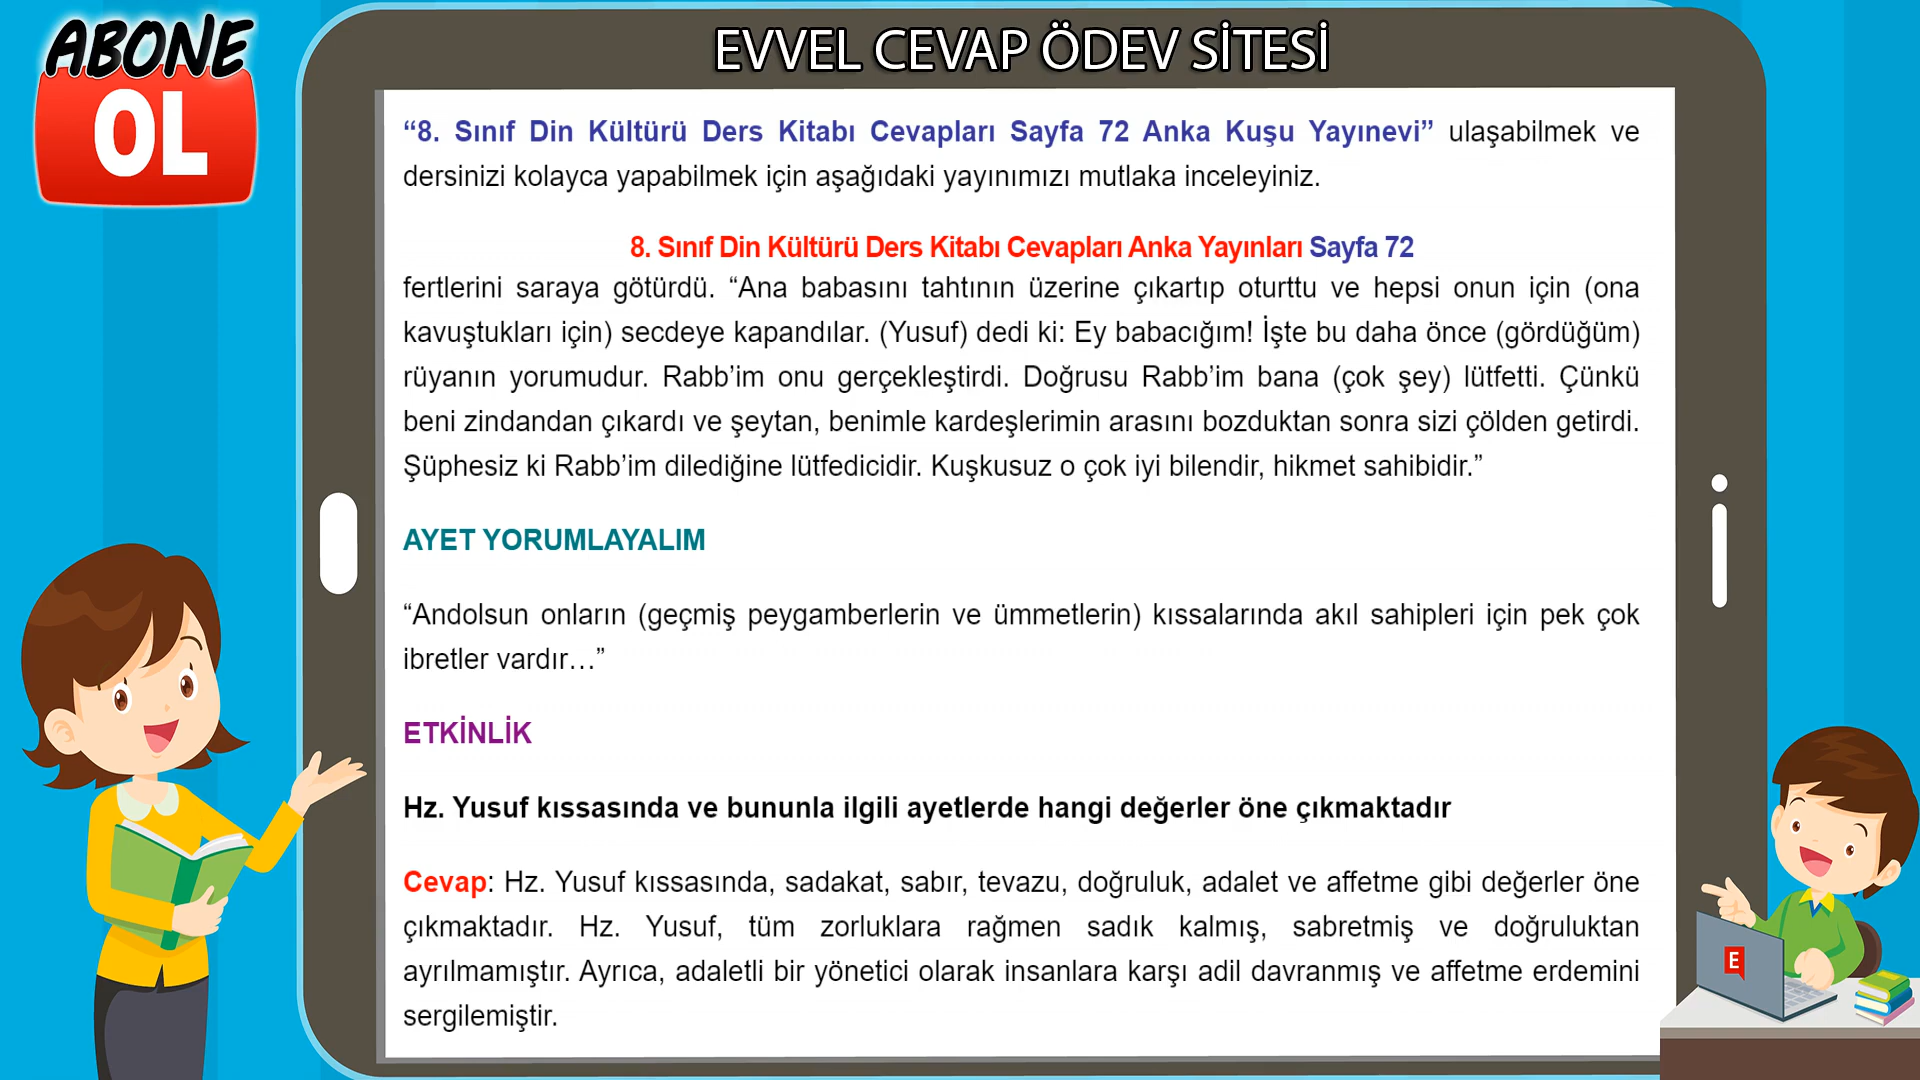 ABONE
OL
EVVEL CEVAP ÖDEV SİTESİ
“8. Sınıf Din Kültürü Ders Kitabı Cevapları Sayfa 72 Anka Kuşu Yayınevi” ulaşabilmek ve
dersinizi kolayca yapabilmek için aşağıdaki yayınımızı mutlaka inceleyiniz.
8. Sınıf Din Kültürü Ders Kitabı Cevapları Anka Yayınları Sayfa 72
fertlerini saraya götürdü. “Ana babasını tahtının üzerine çıkartıp oturttu ve hepsi onun için (ona
kavuştukları için) secdeye kapandılar. (Yusuf) dedi ki: Ey babacığım! İşte bu daha önce (gördüğüm)
rüyanın yorumudur. Rabb’im onu gerçekleştirdi. Doğrusu Rabb’im bana (çok şey) lütfetti. Çünkü
beni zindandan çıkardı ve şeytan, benimle kardeşlerimin arasını bozduktan sonra sizi çölden getirdi.
Şüphesiz ki Rabb’im dilediğine lütfedicidir. Kuşkusuz o çok iyi bilendir, hikmet sahibidir.”
AYET YORUMLAYALIM
“Andolsun onların (geçmiş peygamberlerin ve ümmetlerin) kıssalarında akıl sahipleri için pek çok
ibretler vardır…”
ETKİNLİK
Hz. Yusuf kıssasında ve bununla ilgili ayetlerde hangi değerler öne çıkmaktadır
Cevap: Hz. Yusuf kıssasında, sadakat, sabır, tevazu, doğruluk, adalet ve affetme gibi değerler öne
çıkmaktadır. Hz. Yusuf, tüm zorluklara rağmen sadık kalmış, sabretmiş ve doğruluktan
ayrılmamıştır. Ayrıca, adaletli bir yönetici olarak insanlara karşı adil davranmış ve affetme erdemini
sergilemiştir.
E